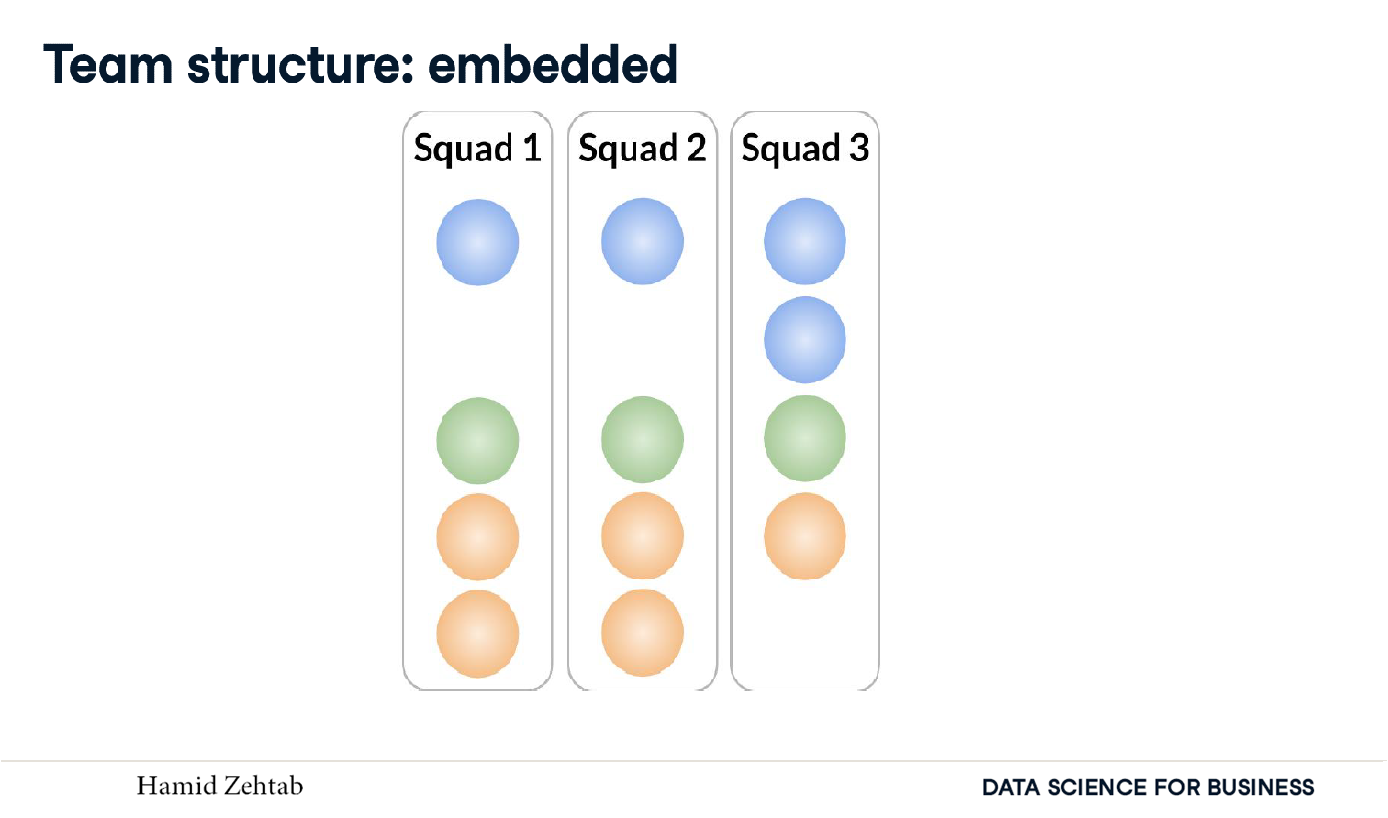 Team structure: embedded
Squad 1
Squad 2
Squad 3
Hamid Zehtab
DATA SCIENCE FOR BUSINESS